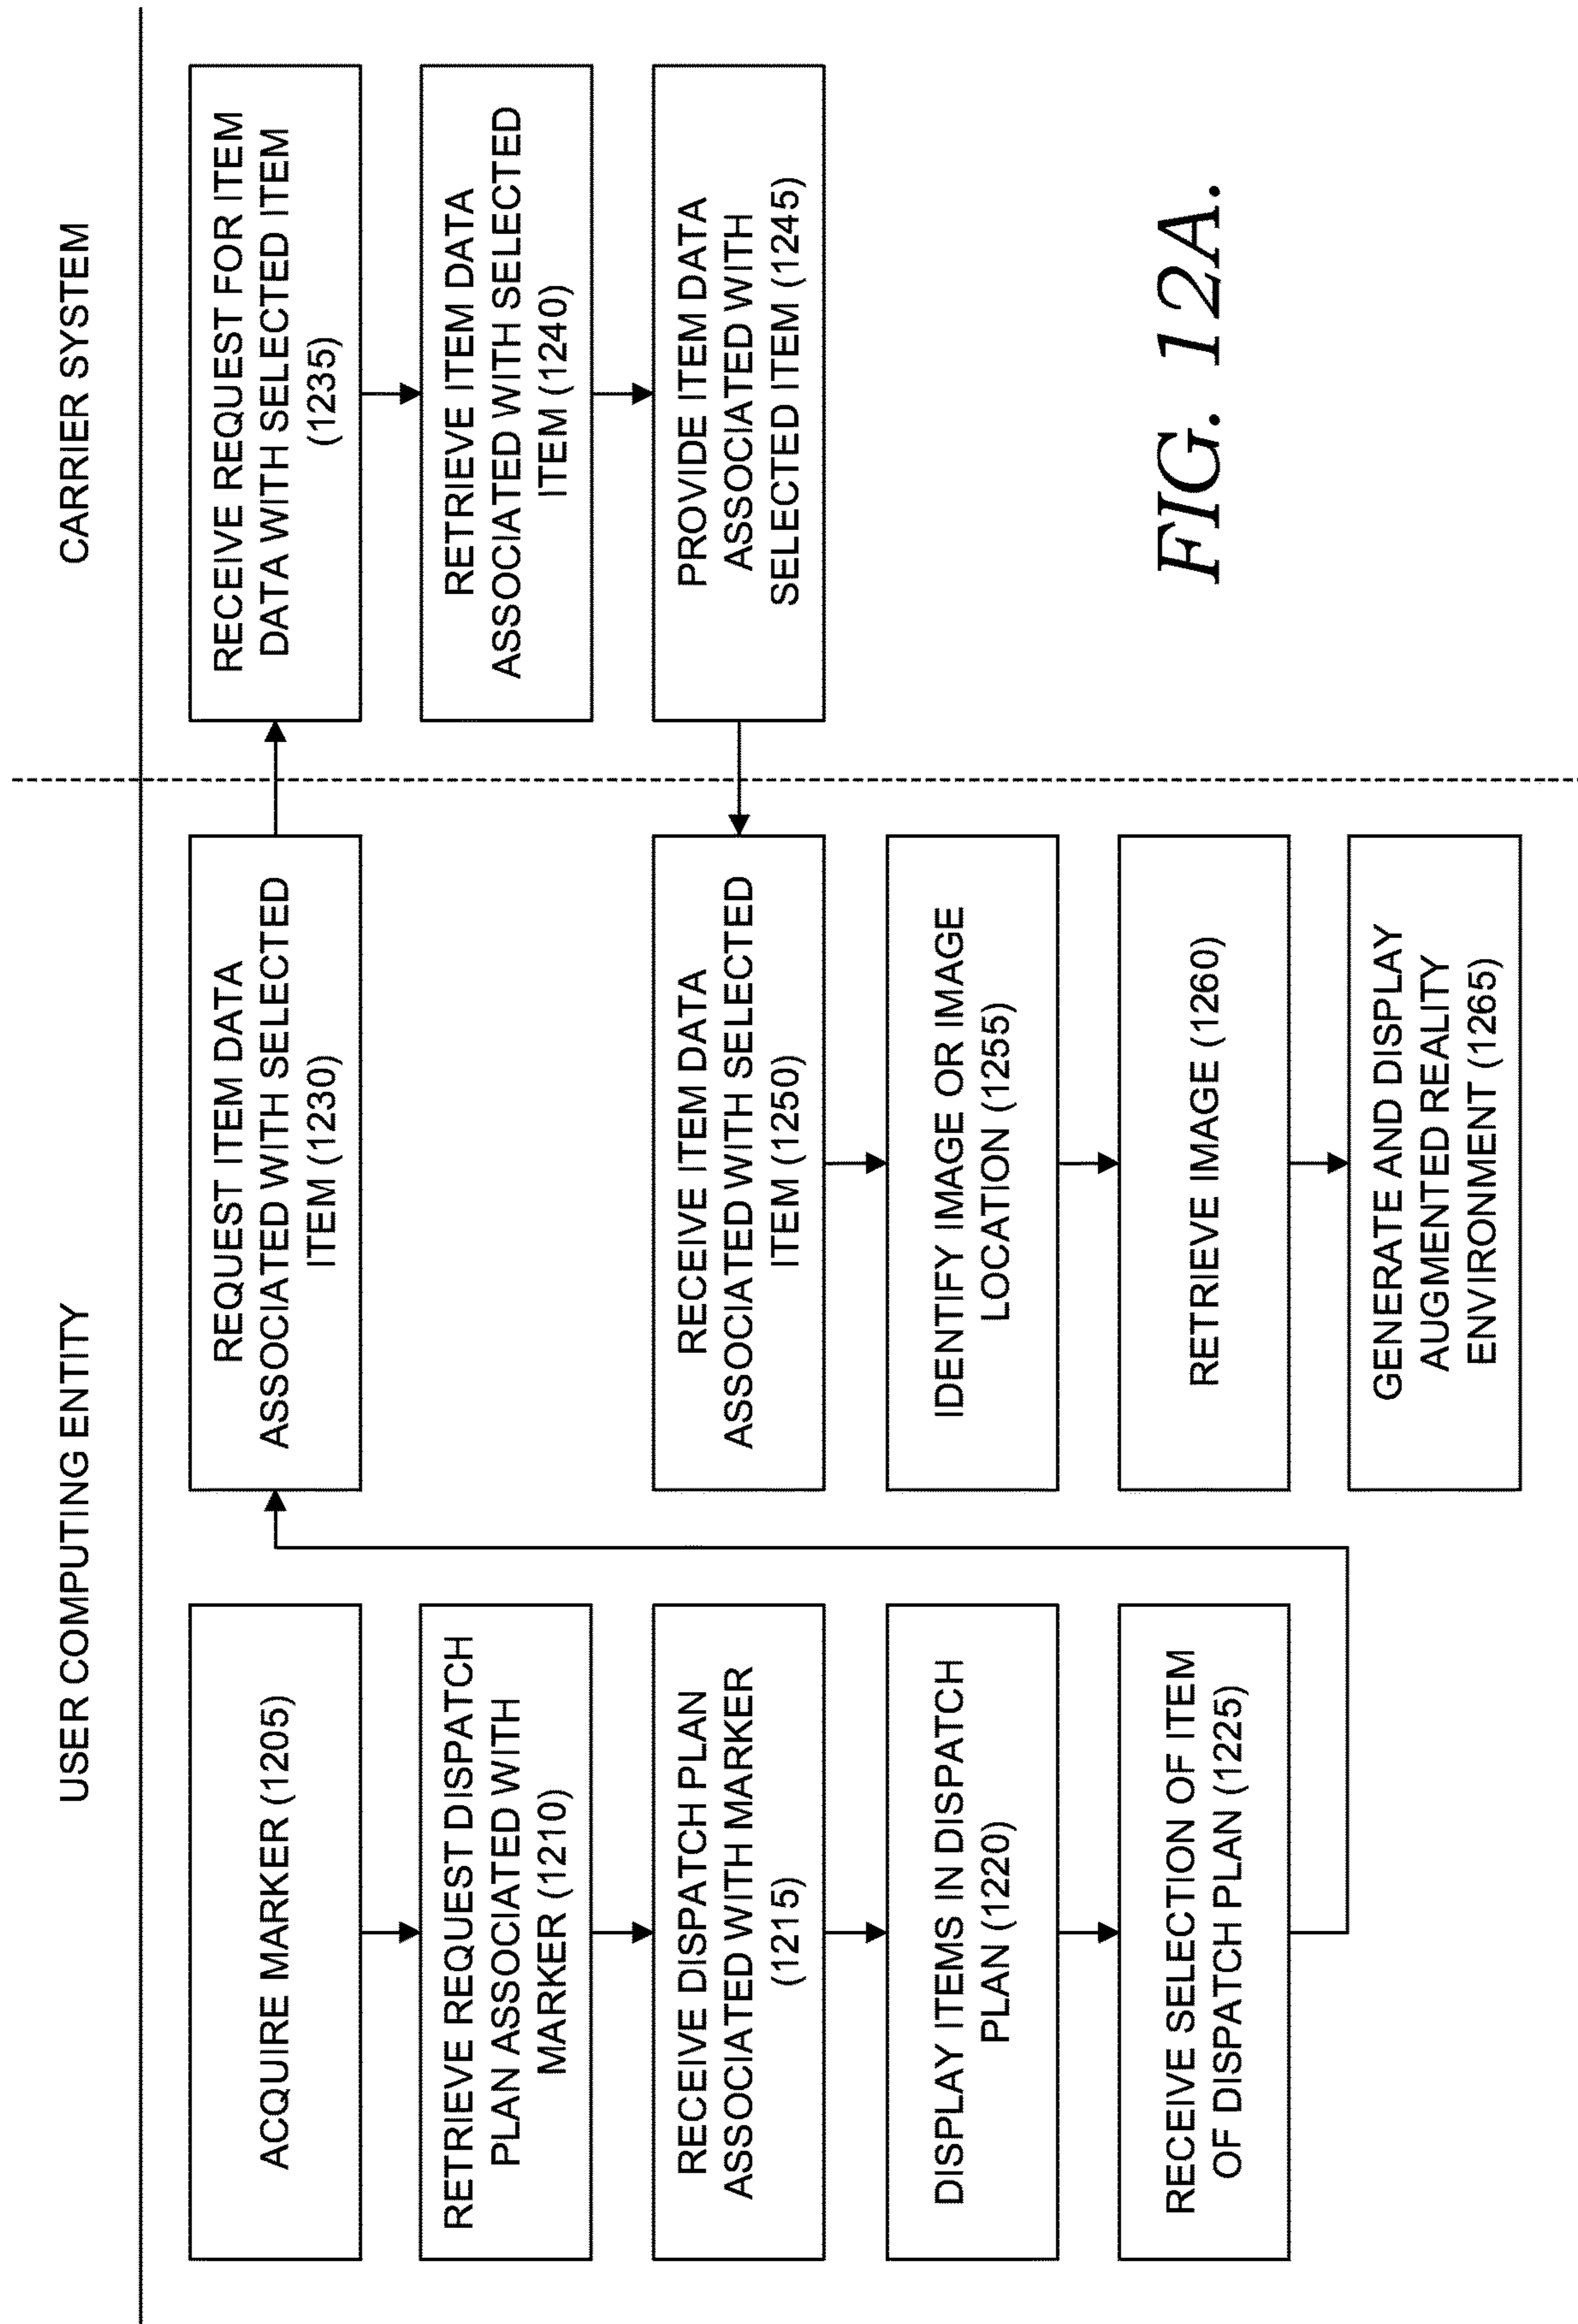 USER COMPUTING ENTITY
CARRIER SYSTEM
ACQUIRE MARKER (1205)
RETRIEVE REQUEST DISPATCH
PLAN ASSOCIATED WITH
MARKER (1210)
RECEIVE DISPATCH PLAN
ASSOCIATED WITH MARKER
(1215)
DISPLAY ITEMS IN DISPATCH
PLAN (1220)
RECEIVE SELECTION OF ITEM
OF DISPATCH PLAN (1225)
REQUEST ITEM DATA
ASSOCIATED WITH SELECTED
ITEM (1230)
RECEIVE REQUEST FOR ITEM
DATA WITH SELECTED ITEM
(1235)
RETRIEVE ITEM DATA
ASSOCIATED WITH SELECTED
ITEM (1240)
PROVIDE ITEM DATA
ASSOCIATED WITH
SELECTED ITEM (1245)
RECEIVE ITEM DATA
ASSOCIATED WITH SELECTED
ITEM (1250)
IDENTIFY IMAGE OR IMAGE
LOCATION (1255)
RETRIEVE IMAGE (1260)
GENERATE AND DISPLAY
AUGMENTED REALITY
ENVIRONMENT (1265)
FIG. 12A.